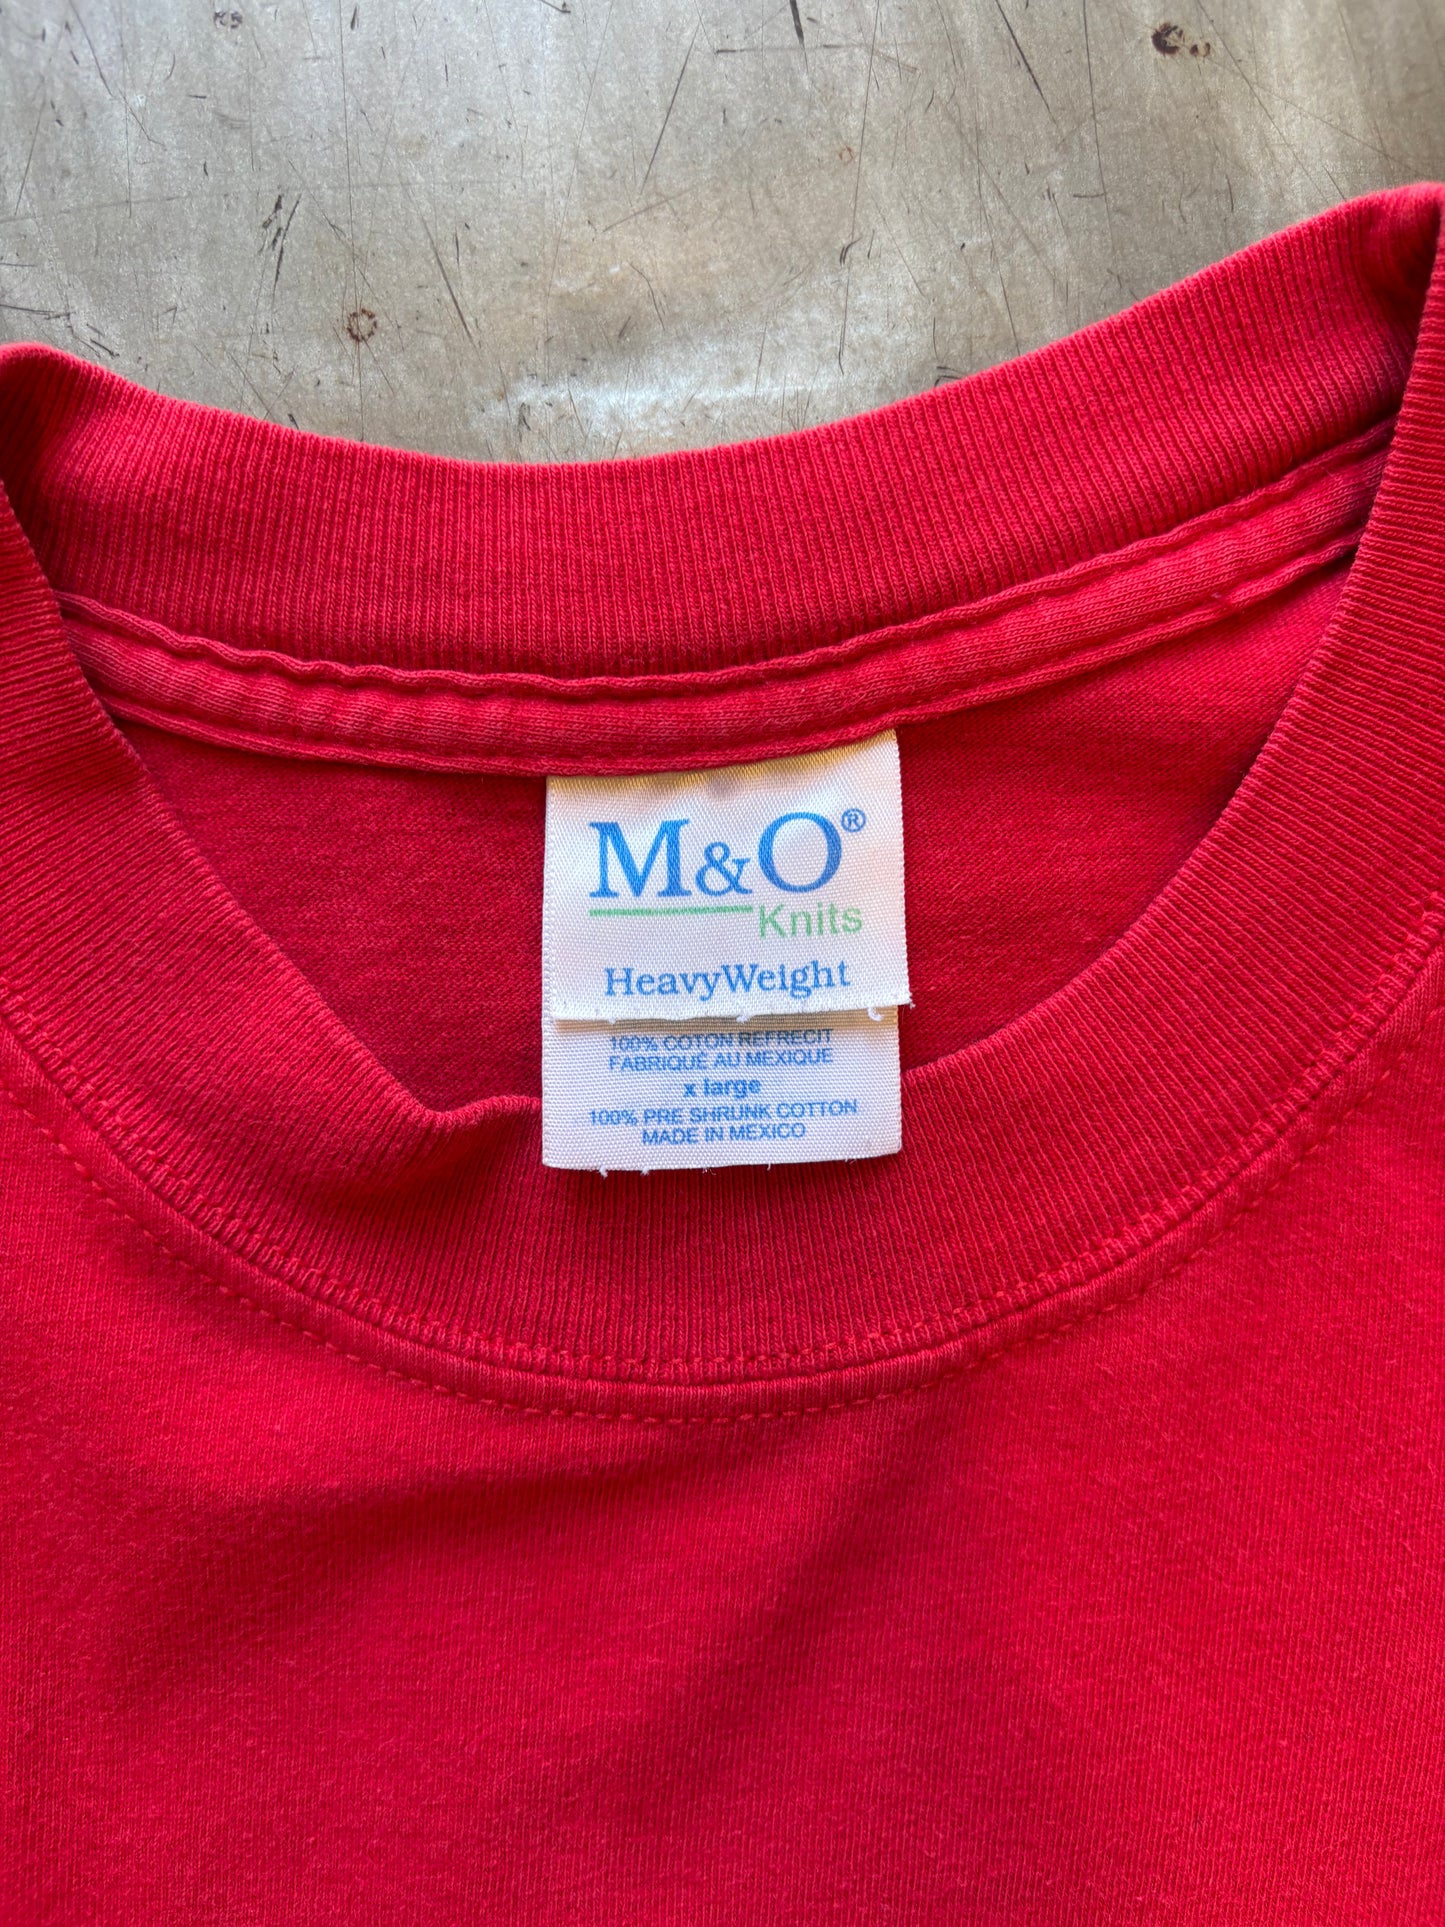 M&O®
Knits
HeavyWeight
100% COTON REFRECIT
FABRIQUÉ AU MEXIQUE
x large
100% PRE SHRUNK COTTON
MADE IN MEXICO